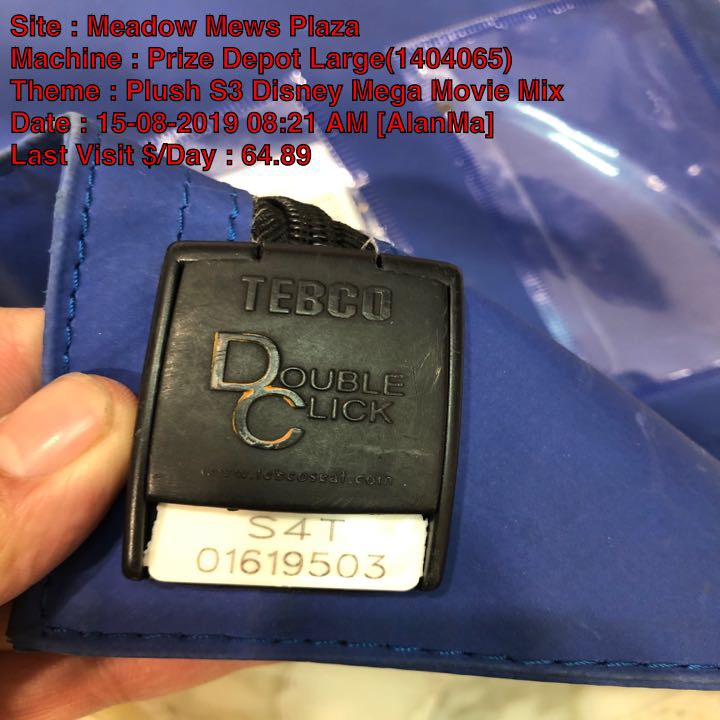 Site : Meadow Mews Plaza
Machine : Prize Depot Large(1404065)
Theme : Plush S3 Disney Mega Movie Mix
Date : 15-08-2019 08:21 AM [AlanMa]
Last Visit $/Day : 64.89
TEBCO
DOUBLE
CLICK
www.tebcoseal.com
S4T
01619503